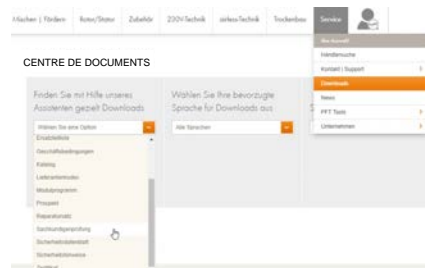 Mischen | Fördern Rotor/Stator Zubehör 230V-Technik airless-Technik Trockenbau Service
Händlersuche
Kontakt | Support
Downloads
News
PFT Tools
Unternehmen
CENTRE DE DOCUMENTS
Finden Sie mit Hilfe unseres
Assistenten gezielt Downloads
Wählen Sie eine Option
Ersatzteilliste
Geschäftsbedingungen
Katalog
Lieferantenkodex
Modulprogramm
Prospekt
Reparatursatz
Sachkundigenprüfung
Sicherheitsdatenblatt
Sicherheitshinweise
Wählen Sie Ihre bevorzugte
Sprache für Downloads aus
Alle Sprachen
S